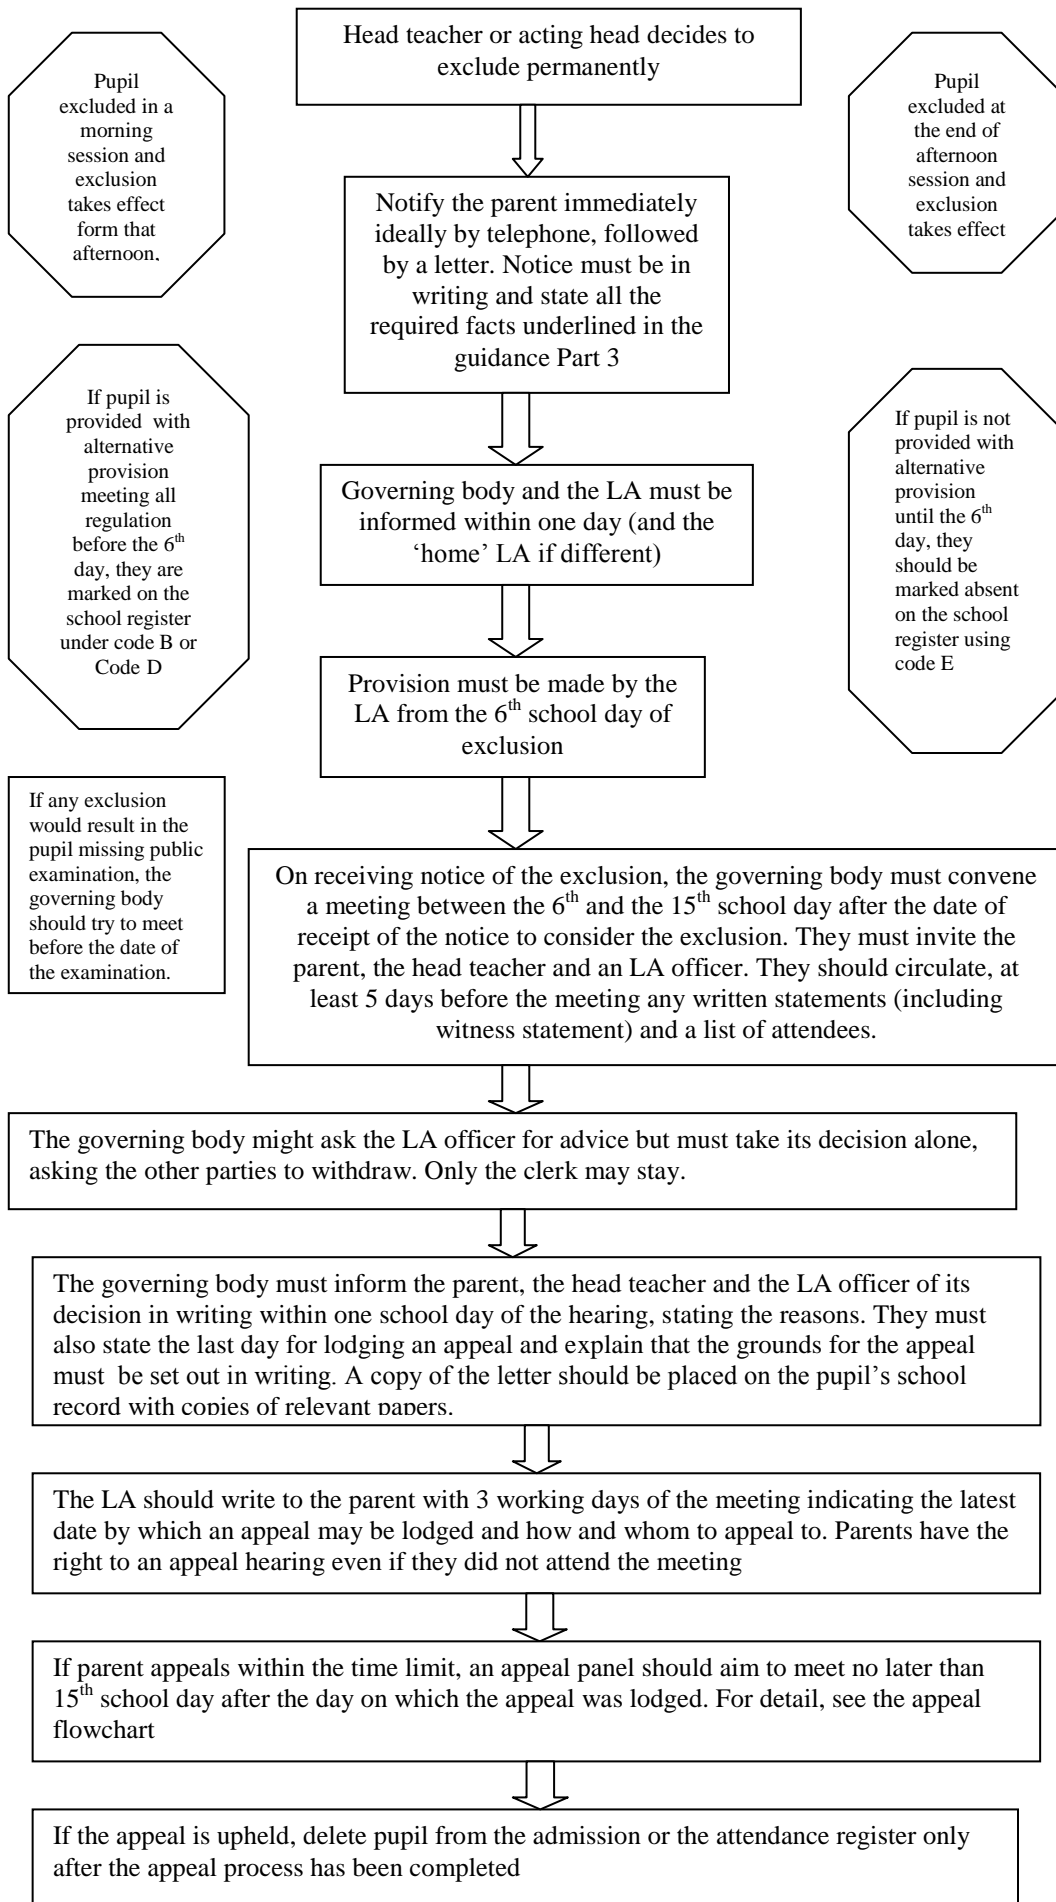 Head teacher or acting head decides to
exclude permanently
Pupil
excluded in a
morning
session and
exclusion
takes effect
form that
afternoon,
Pupil
excluded at
the end of
afternoon
session and
exclusion
takes effect
Notify the parent immediately
ideally by telephone, followed
by a letter. Notice must be in
writing and state all the
required facts underlined in the
guidance Part 3
If pupil is
provided with
alternative
provision
meeting all
regulation
before the 6th
day, they are
marked on the
school register
under code B or
Code D
If pupil is not
provided with
alternative
provision
until the 6th
day, they
should be
marked absent
on the school
register using
code E
Governing body and the LA must be
informed within one day (and the
‘home’ LA if different)
Provision must be made by the
LA from the 6th school day of
exclusion
If any exclusion
would result in the
pupil missing public
examination, the
governing body
should try to meet
before the date of
the examination.
On receiving notice of the exclusion, the governing body must convene
a meeting between the 6th and the 15th school day after the date of
receipt of the notice to consider the exclusion. They must invite the
parent, the head teacher and an LA officer. They should circulate, at
least 5 days before the meeting any written statements (including
witness statement) and a list of attendees.
The governing body might ask the LA officer for advice but must take its decision alone,
asking the other parties to withdraw. Only the clerk may stay.
The governing body must inform the parent, the head teacher and the LA officer of its
decision in writing within one school day of the hearing, stating the reasons. They must
also state the last day for lodging an appeal and explain that the grounds for the appeal
must be set out in writing. A copy of the letter should be placed on the pupil’s school
record with copies of relevant papers.
The LA should write to the parent with 3 working days of the meeting indicating the latest
date by which an appeal may be lodged and how and whom to appeal to. Parents have the
right to an appeal hearing even if they did not attend the meeting
If parent appeals within the time limit, an appeal panel should aim to meet no later than
15th school day after the day on which the appeal was lodged. For detail, see the appeal
flowchart
If the appeal is upheld, delete pupil from the admission or the attendance register only
after the appeal process has been completed